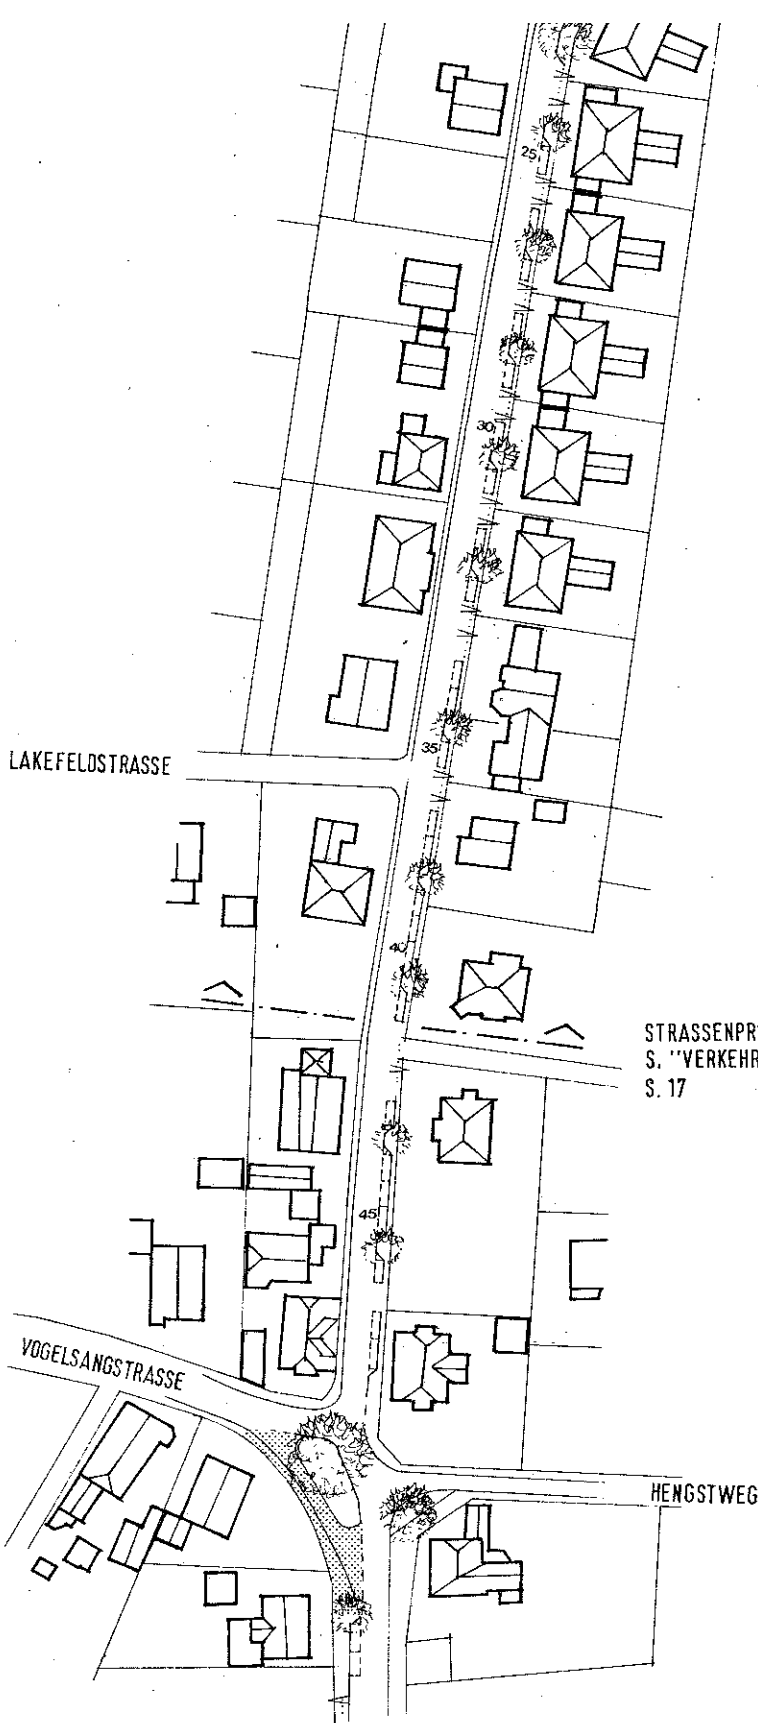 25
30
LAKEFELDSTRASSE
35
40
STRASSENPR
S. "VERKEHR
S. 17
45
VOGELSANGSTRASSE
HENGSTWEG